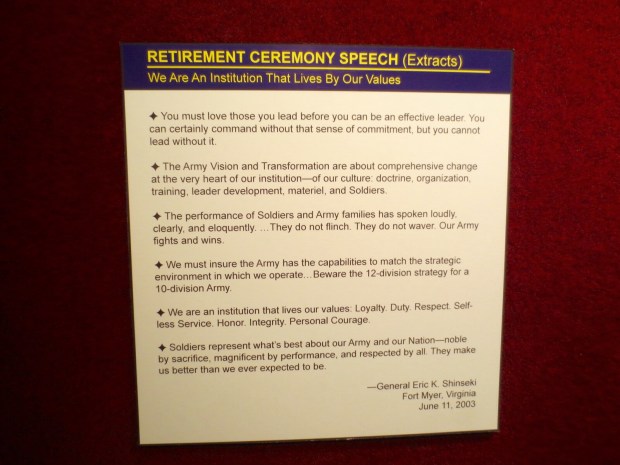 RETIREMENT CEREMONY SPEECH (Extracts)
We Are An Institution That Lives By Our Values
✦ You must love those you lead before you can be an effective leader. You
can certainly command without that sense of commitment, but you cannot
lead without it.
✦ The Army Vision and Transformation are about comprehensive change
at the very heart of our institution—of our culture: doctrine, organization,
training, leader development, materiel, and Soldiers.
✦ The performance of Soldiers and Army families has spoken loudly,
clearly, and eloquently. …They do not flinch. They do not waver. Our Army
fights and wins.
✦ We must insure the Army has the capabilities to match the strategic
environment in which we operate…Beware the 12-division strategy for a
10-division Army.
✦ We are an institution that lives our values: Loyalty. Duty. Respect. Self-
less Service. Honor. Integrity. Personal Courage.
✦ Soldiers represent what's best about our Army and our Nation—noble
by sacrifice, magnificent by performance, and respected by all. They make
us better than we ever expected to be.
—General Eric K. Shinseki
Fort Myer, Virginia
June 11, 2003